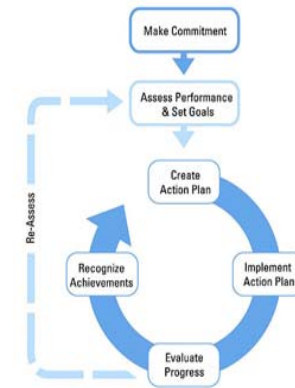 Make Commitment
Assess Performance
& Set Goals
Create
Action Plan
Re-Assess
Recognize
Achievements
Implement
Action Plan
Evaluate
Progress